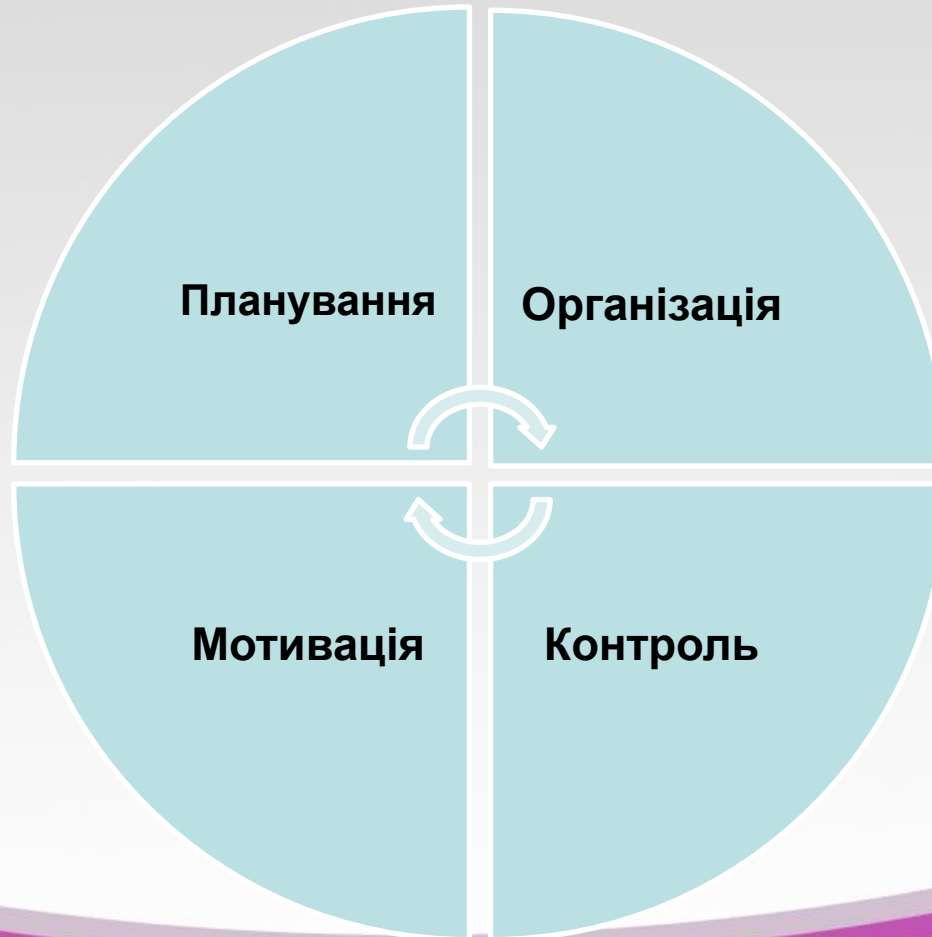 Планування
Організація
Мотивація
Контроль